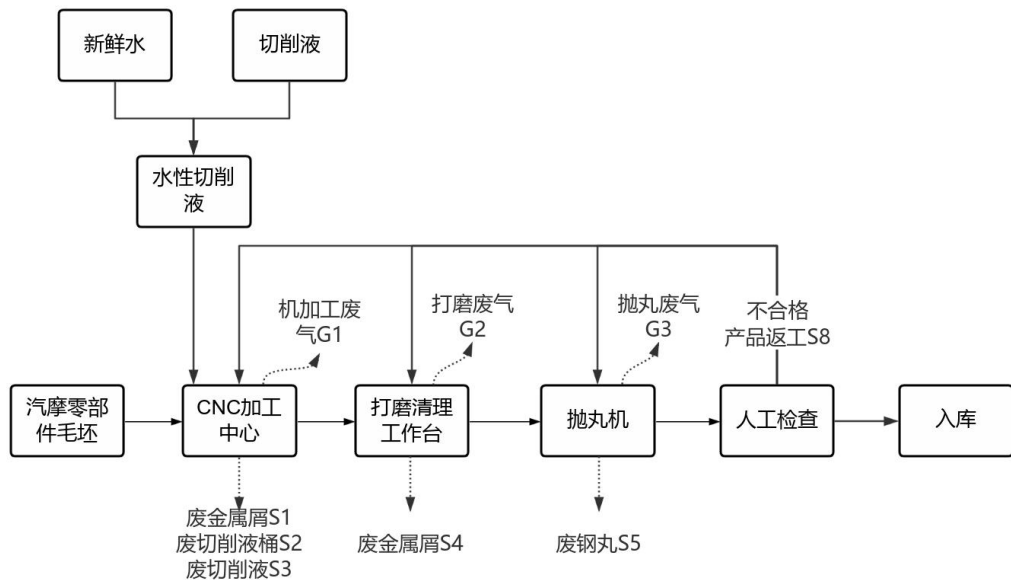 新鲜水
切削液
水性切削
液
机加工废
气G1
打磨废气
G2
抛丸废气
G3
不合格
产品返工S8
汽摩零部
件毛坯
CNC加工
中心
打磨清理
工作台
抛丸机
人工检查
入库
废金属屑S1
废切削液桶S2
废切削液S3
废金属屑S4
废钢丸S5